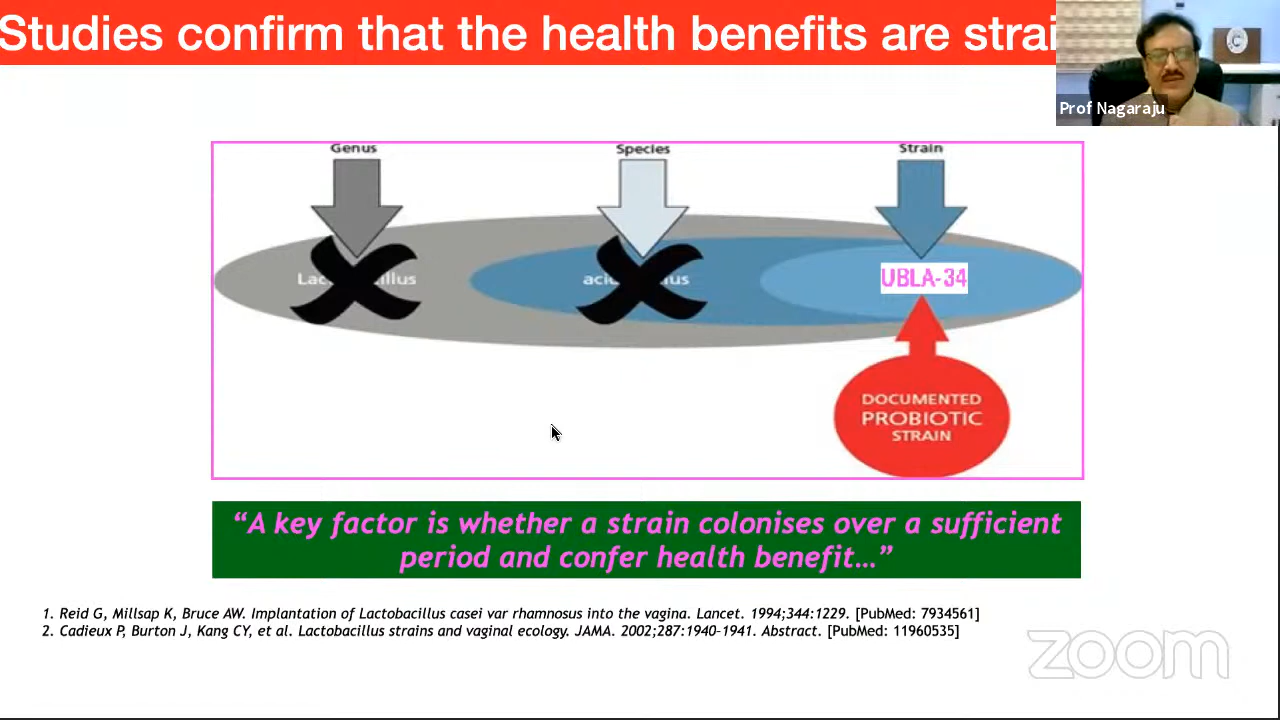 Studies confirm that the health benefits are strai
Prof Nagaraju
Genus Species Strain
UBLA-34
DOCUMENTED
PROBIOTIC
STRAIN
“A key factor is whether a strain colonises over a sufficient
period and confer health benefit…”
1. Reid G, Millsap K, Bruce AW. Implantation of Lactobacillus casei var rhamnosus into the vagina. Lancet. 1994;344:1229. [PubMed: 7934561]
2. Cadieux P, Burton J, Kang CY, et al. Lactobacillus strains and vaginal ecology. JAMA. 2002;287:1940–1941. Abstract. [PubMed: 11960535]
zoom